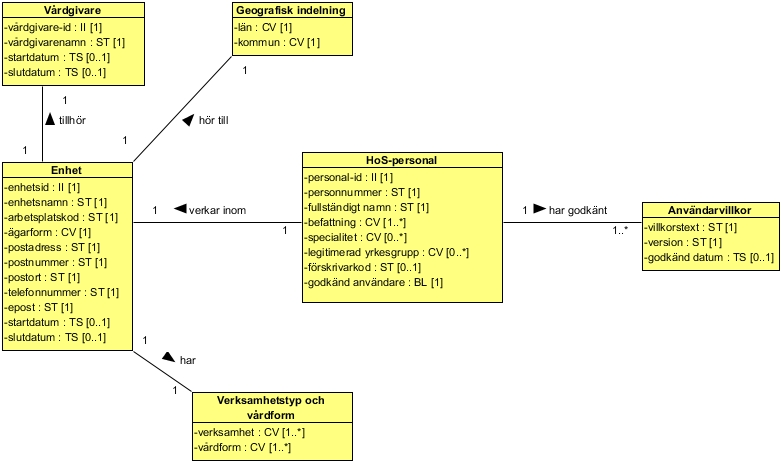 Vårdgivare
-vårdgivare-id : II [1]
-vårdgivarenamn : ST [1]
-startdatum : TS [0..1]
-slutdatum : TS [0..1]
Geografisk indelning
-län : CV [1]
-kommun : CV [1]
1
tillhör
1
1
hör till
1
Enhet
-enhetsid : II [1]
-enhetsnamn : ST [1]
-arbetsplatskod : ST [1]
-ägarform : CV [1]
-postadress : ST [1]
-postnummer : ST [1]
-postort : ST [1]
-telefonnummer : ST [1]
-epost : ST [1]
-startdatum : TS [0..1]
-slutdatum : TS [0..1]
1
verkar inom
1
HoS-personal
-personal-id : II [1]
-personnummer : ST [1]
-fullständigt namn : ST [1]
-befattning : CV [1..*]
-specialitet : CV [0..*]
-legitimerad yrkesgrupp : CV [0..*]
-förskrivarkod : ST [0..1]
-godkänd användare : BL [1]
1
har godkänt
1..*
Användarvillkor
-villkorstext : ST [1]
-version : ST [1]
-godkänd datum : TS [0..1]
1
har
1
Verksamhetstyp och
vårdform
-verksamhet : CV [1..*]
-vårdform : CV [1..*]